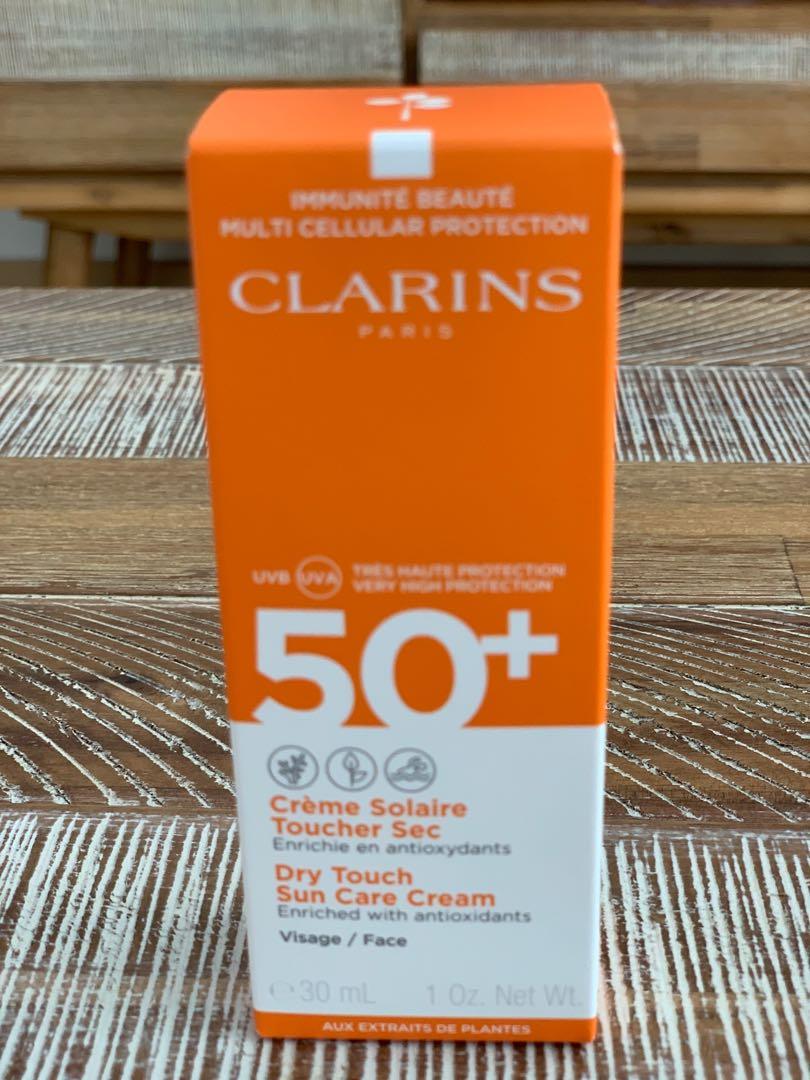 IMMUNITÉ BEAUTÉ
MULTI CELLULAR PROTECTION
CLARINS
PARIS
UVB UVA TRÈS HAUTE PROTECTION
VERY HIGH PROTECTION
50+
Crème Solaire
Toucher Sec
Enrichie en antioxydants
Dry Touch
Sun Care Cream
Enriched with antioxidants
Visage / Face
℮30 mL 1 Oz. Net Wt.
AUX EXTRAITS DE PLANTES